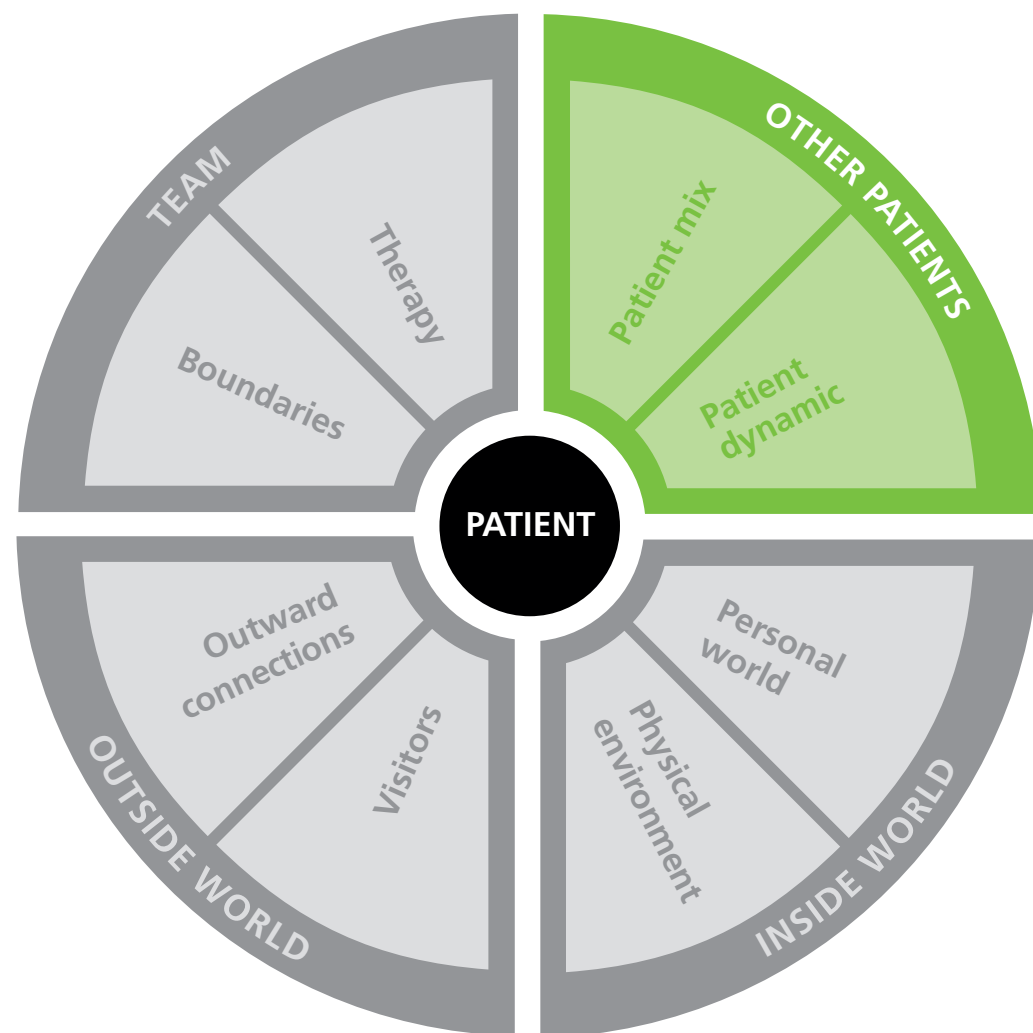 TEAM
Therapy
Boundaries
OTHER PATIENTS
Patient mix
Patient
dynamic
PATIENT
Outward
connections
Visitors
OUTSIDE WORLD
Personal
world
Physical
environment
INSIDE WORLD